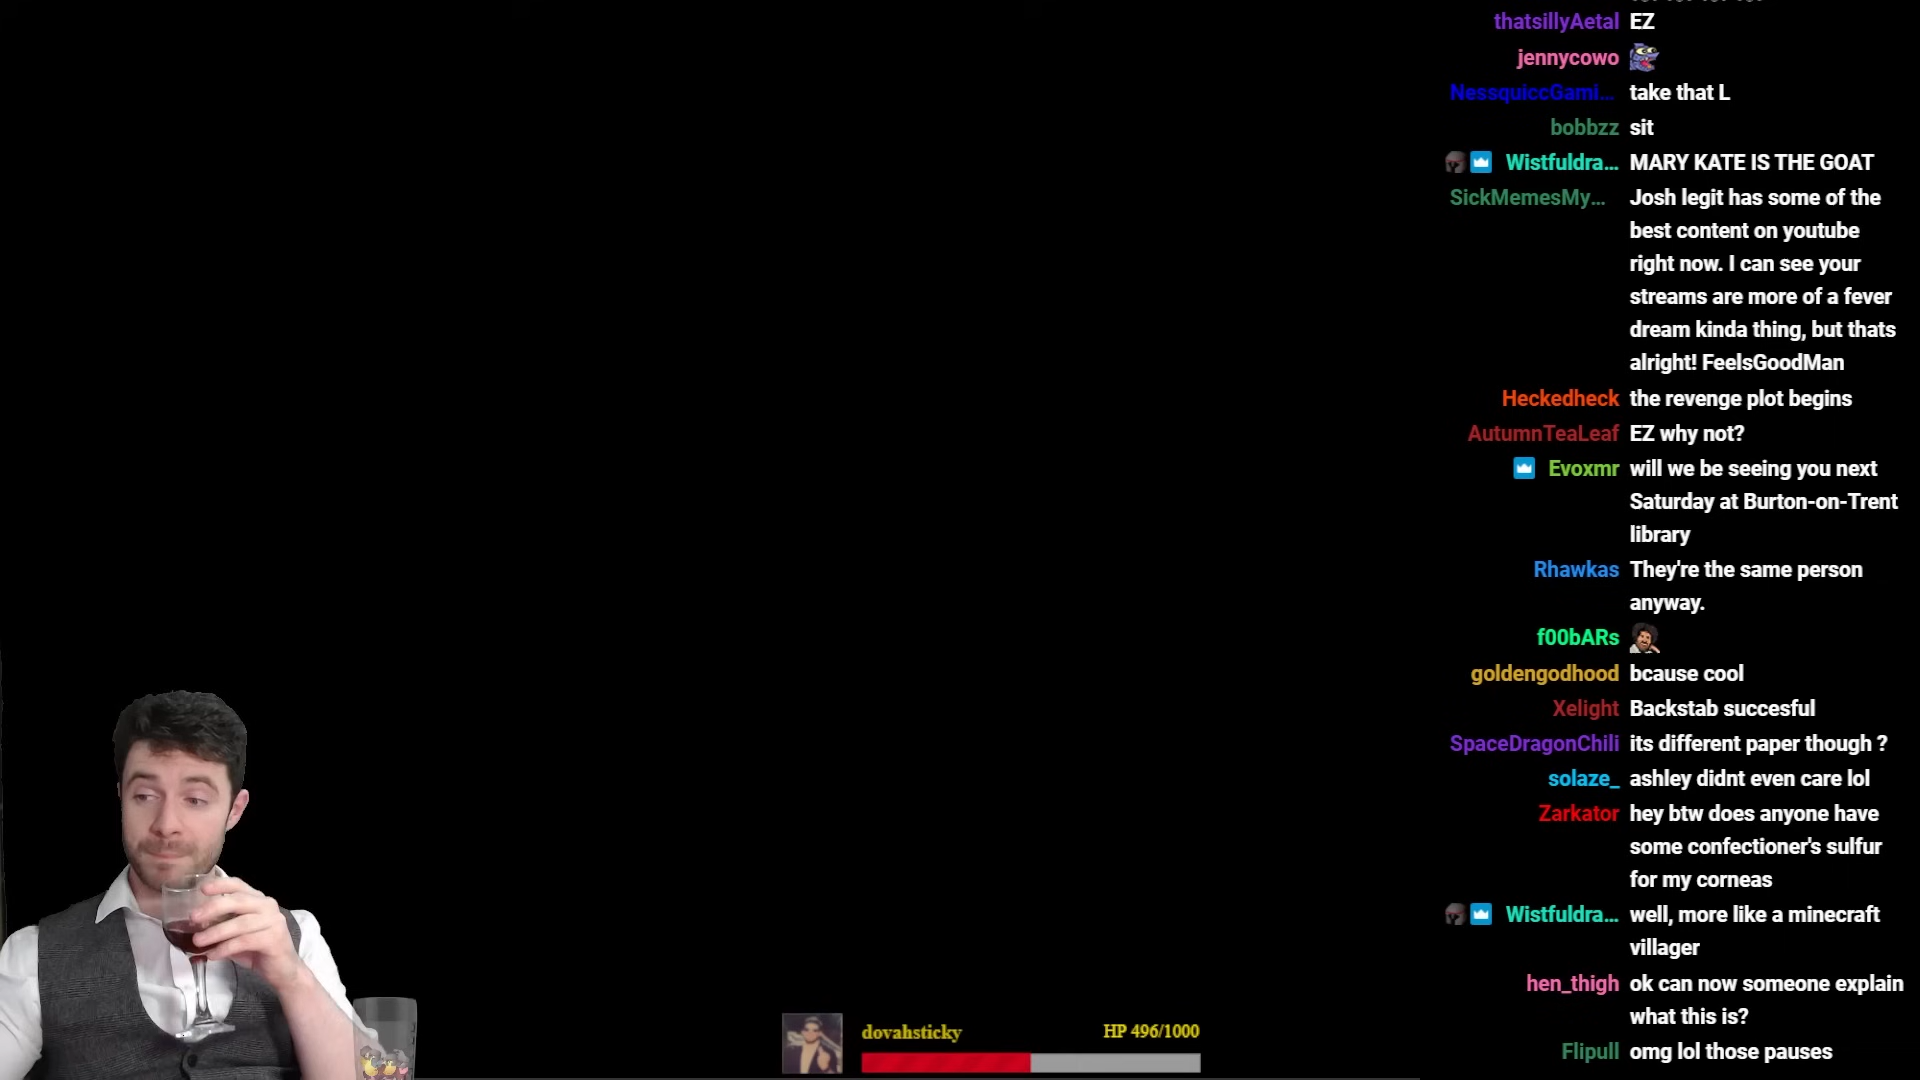 thatsillyAetal EZ
jennycowo
NessquiccGami... take that L
bobbzz sit
Wistfuldra... MARY KATE IS THE GOAT
SickMemesMy... Josh legit has some of the
best content on youtube
right now. I can see your
streams are more of a fever
dream kinda thing, but thats
alright! FeelsGoodMan
Heckedheck the revenge plot begins
AutumnTeaLeaf EZ why not?
Evoxmr will we be seeing you next
Saturday at Burton-on-Trent
library
Rhawkas They're the same person
anyway.
f00bARs
goldengodhood bcause cool
Xelight Backstab succesful
SpaceDragonChili its different paper though ?
solaze_ ashley didnt even care lol
Zarkator hey btw does anyone have
some confectioner's sulfur
for my corneas
Wistfuldra... well, more like a minecraft
villager
hen_thigh ok can now someone explain
what this is?
Flipull omg lol those pauses
dovahsticky HP 496/1000